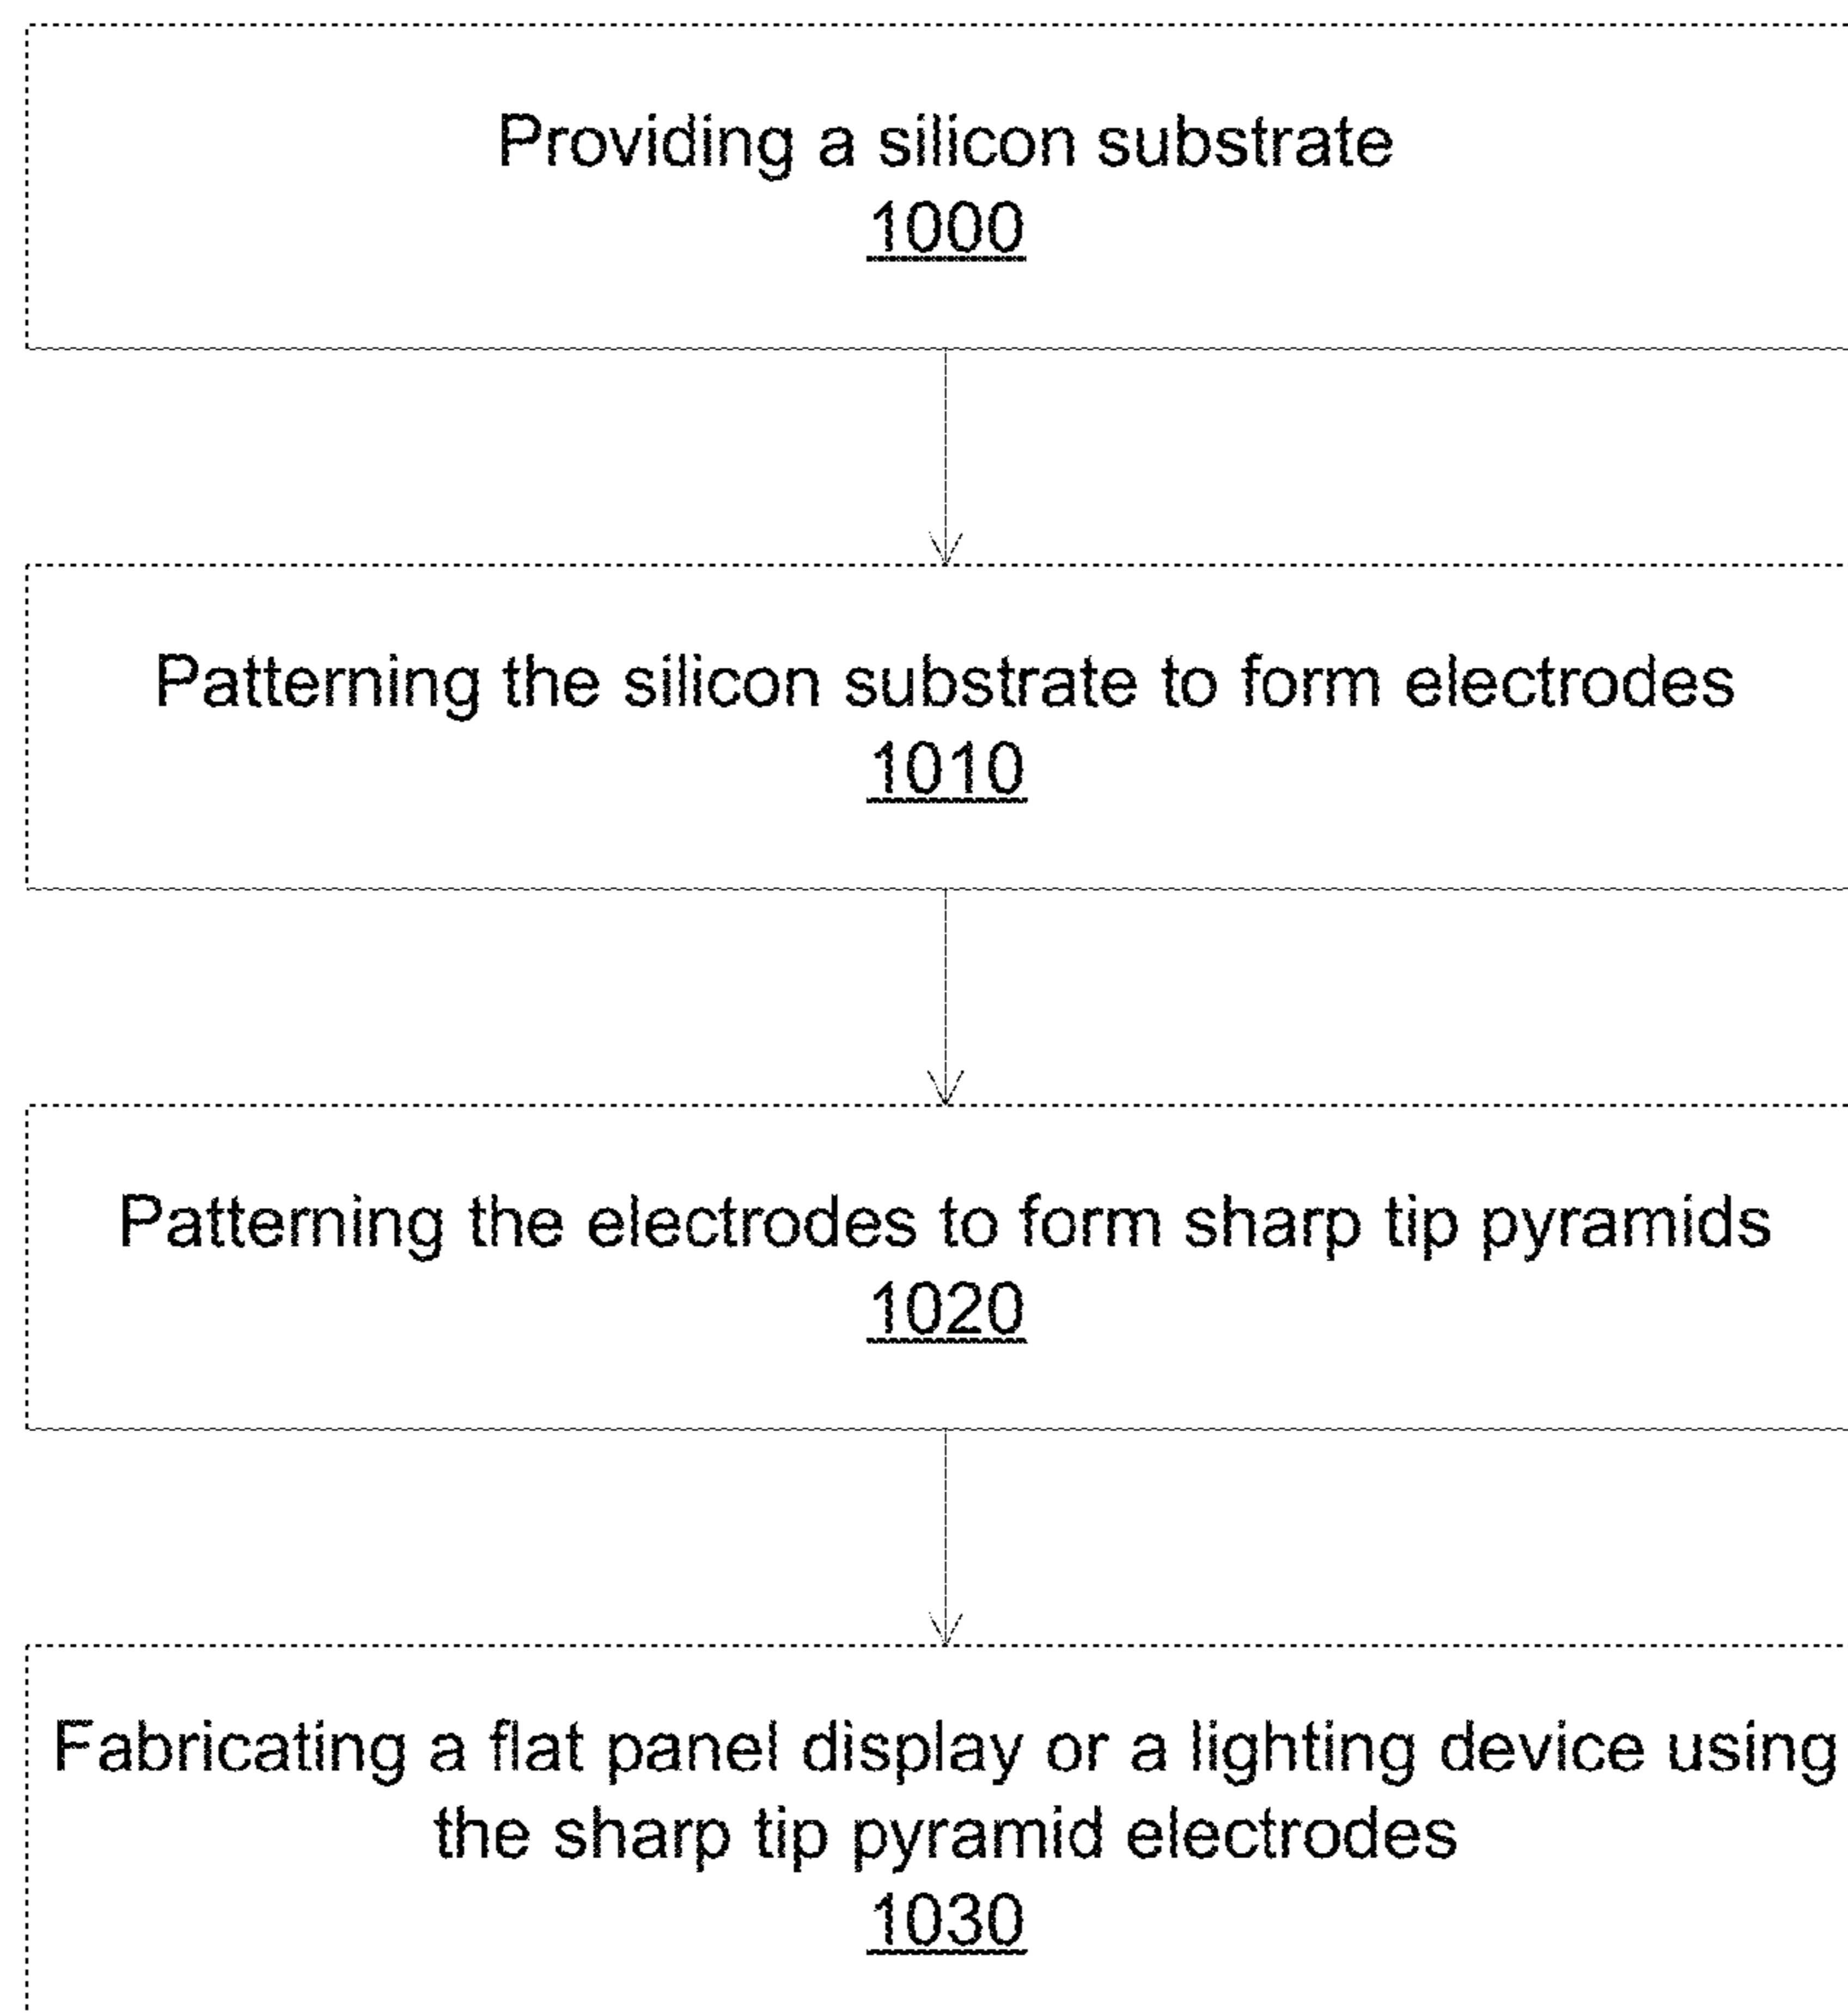 Providing a silicon substrate
1000
Patterning the silicon substrate to form electrodes
1010
Patterning the electrodes to form sharp tip pyramids
1020
Fabricating a flat panel display or a lighting device using
the sharp tip pyramid electrodes
1030